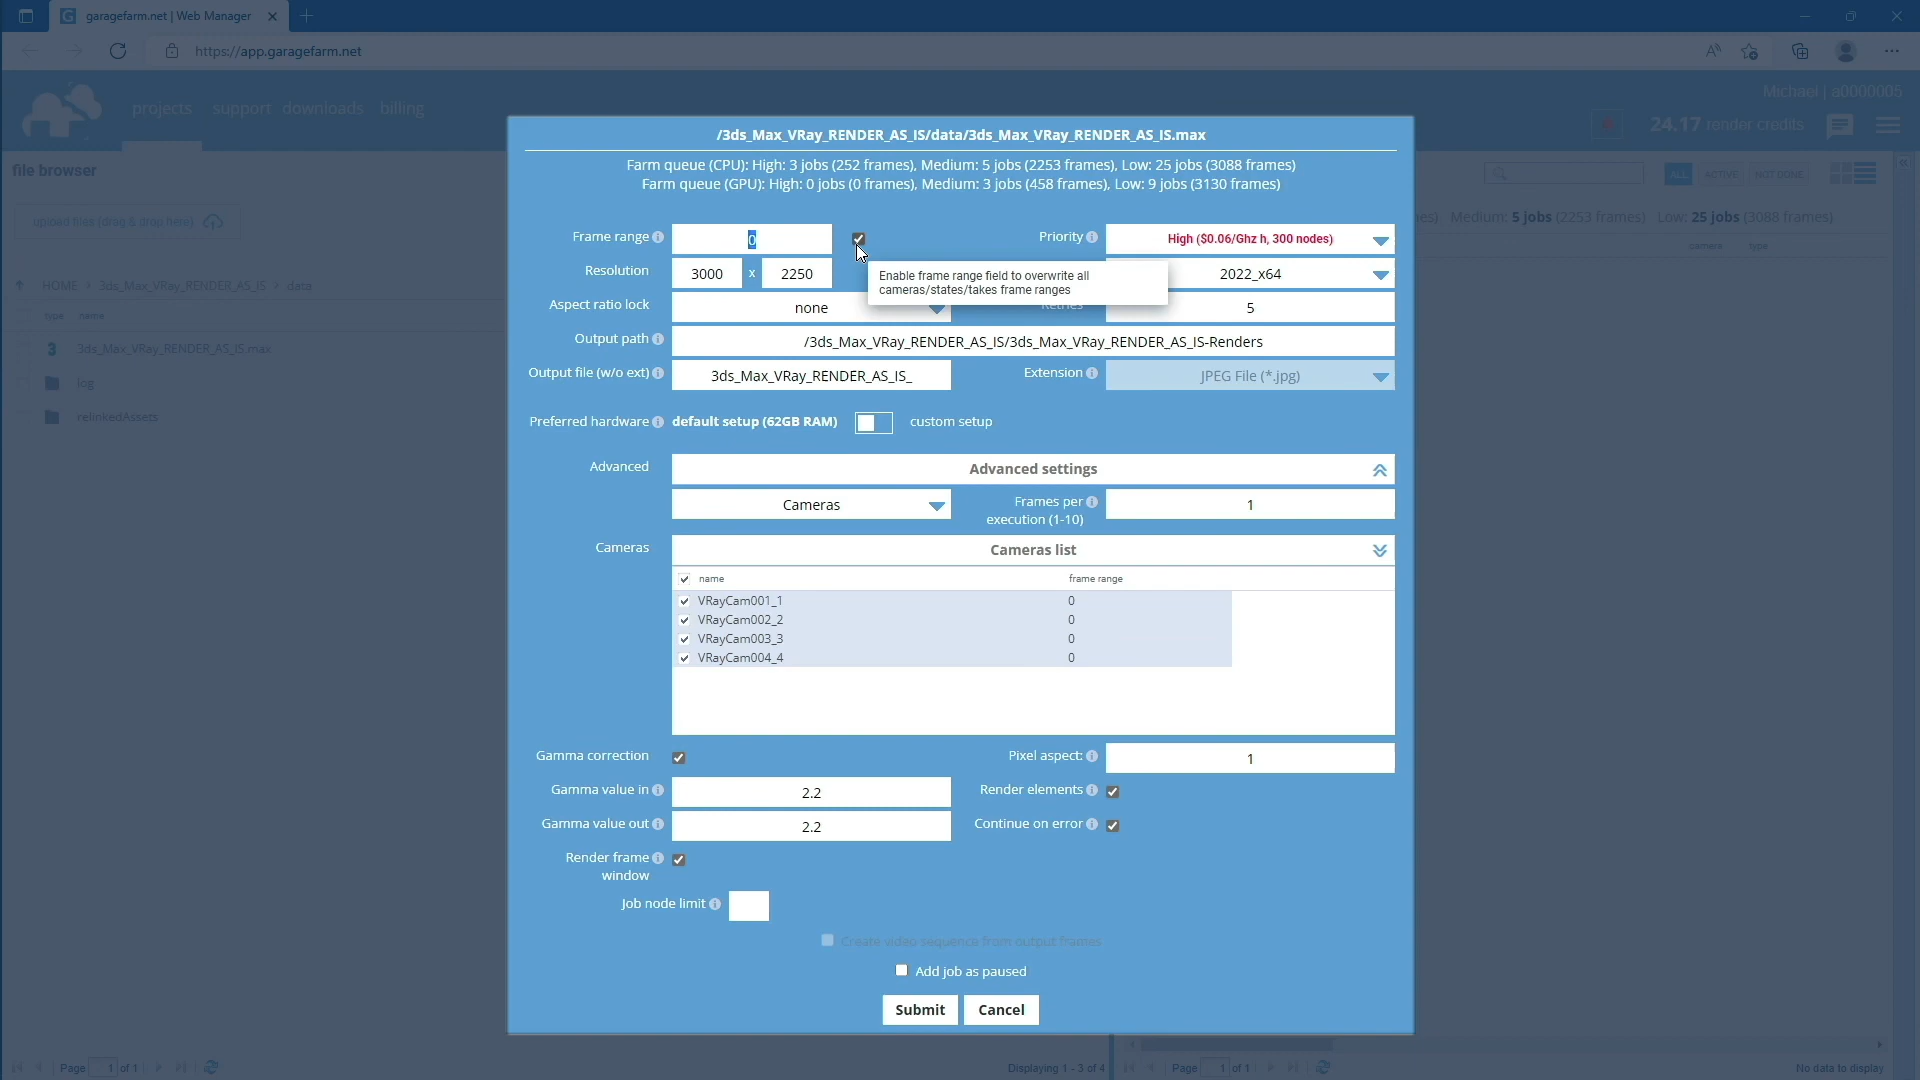 garagefarm.net | Web Manager
https://app.garagefarm.net
projects support downloads billing
Michael | a0000005
24.17 render credits
file browser
upload files (drag & drop here)
HOME > 3ds_Max_VRay_RENDER_AS_IS > data
type name
3ds_Max_VRay_RENDER_AS_IS.max
log
relinkedAssets
ALL ACTIVE NOT DONE
Medium: 5 jobs (2253 frames) Low: 25 jobs (3088 frames)
camera type
/3ds_Max_VRay_RENDER_AS_IS/data/3ds_Max_VRay_RENDER_AS_IS.max
Farm queue (CPU): High: 3 jobs (252 frames), Medium: 5 jobs (2253 frames), Low: 25 jobs (3088 frames)
Farm queue (GPU): High: 0 jobs (0 frames), Medium: 3 jobs (458 frames), Low: 9 jobs (3130 frames)
Frame range 0 Priority High ($0.06/Ghz h, 300 nodes)
Resolution 3000 x 2250 2022_x64
Enable frame range field to overwrite all
cameras/states/takes frame ranges
Aspect ratio lock none Retries 5
Output path /3ds_Max_VRay_RENDER_AS_IS/3ds_Max_VRay_RENDER_AS_IS-Renders
Output file (w/o ext) 3ds_Max_VRay_RENDER_AS_IS_ Extension JPEG File (*.jpg)
Preferred hardware default setup (62GB RAM) custom setup
Advanced Advanced settings
Cameras Frames per execution (1-10) 1
Cameras Cameras list
name frame range
VRayCam001_1 0
VRayCam002_2 0
VRayCam003_3 0
VRayCam004_4 0
Gamma correction Pixel aspect: 1
Gamma value in 2.2 Render elements
Gamma value out 2.2 Continue on error
Render frame
window
Job node limit
Create video sequence from output frames
Add job as paused
Submit Cancel
Page 1 of 1 Displaying 1 - 3 of 4
Page 1 of 1 No data to display